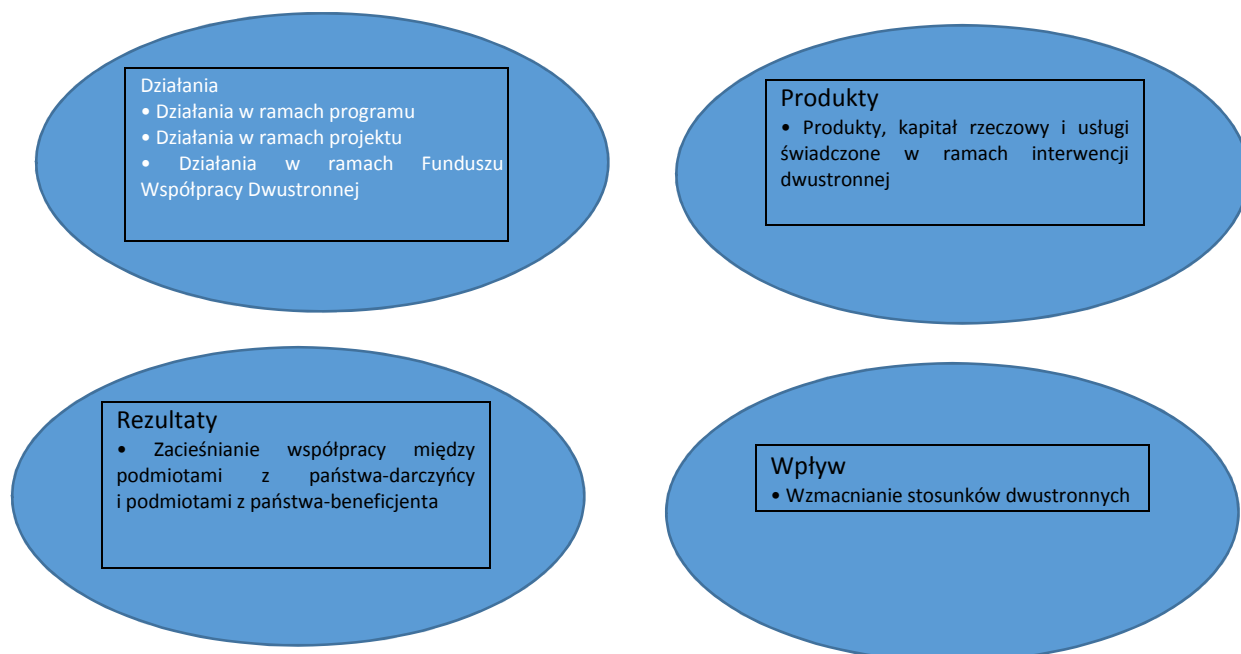 Działania
• Działania w ramach programu
• Działania w ramach projektu
• Działania w ramach Funduszu
Współpracy Dwustronnej
Produkty
• Produkty, kapitał rzeczowy i usługi
świadczone w ramach interwencji
dwustronnej
Rezultaty
• Zacieśnianie współpracy między
podmiotami z państwa-darczyńcy
i podmiotami z państwa-beneficjenta
Wpływ
• Wzmacnianie stosunków dwustronnych